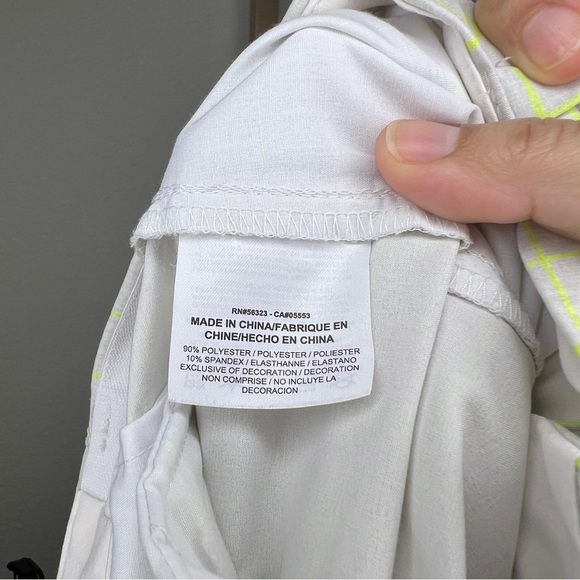 RN#56323 - CA#05553
MADE IN CHINA/FABRIQUE EN
CHINE/HECHO EN CHINA
90% POLYESTER / POLYESTER / POLIESTER
10% SPANDEX / ELASTHANNE / ELASTANO
EXCLUSIVE OF DECORATION / DECORATION
NON COMPRISE / NO INCLUYE LA
DECORACION